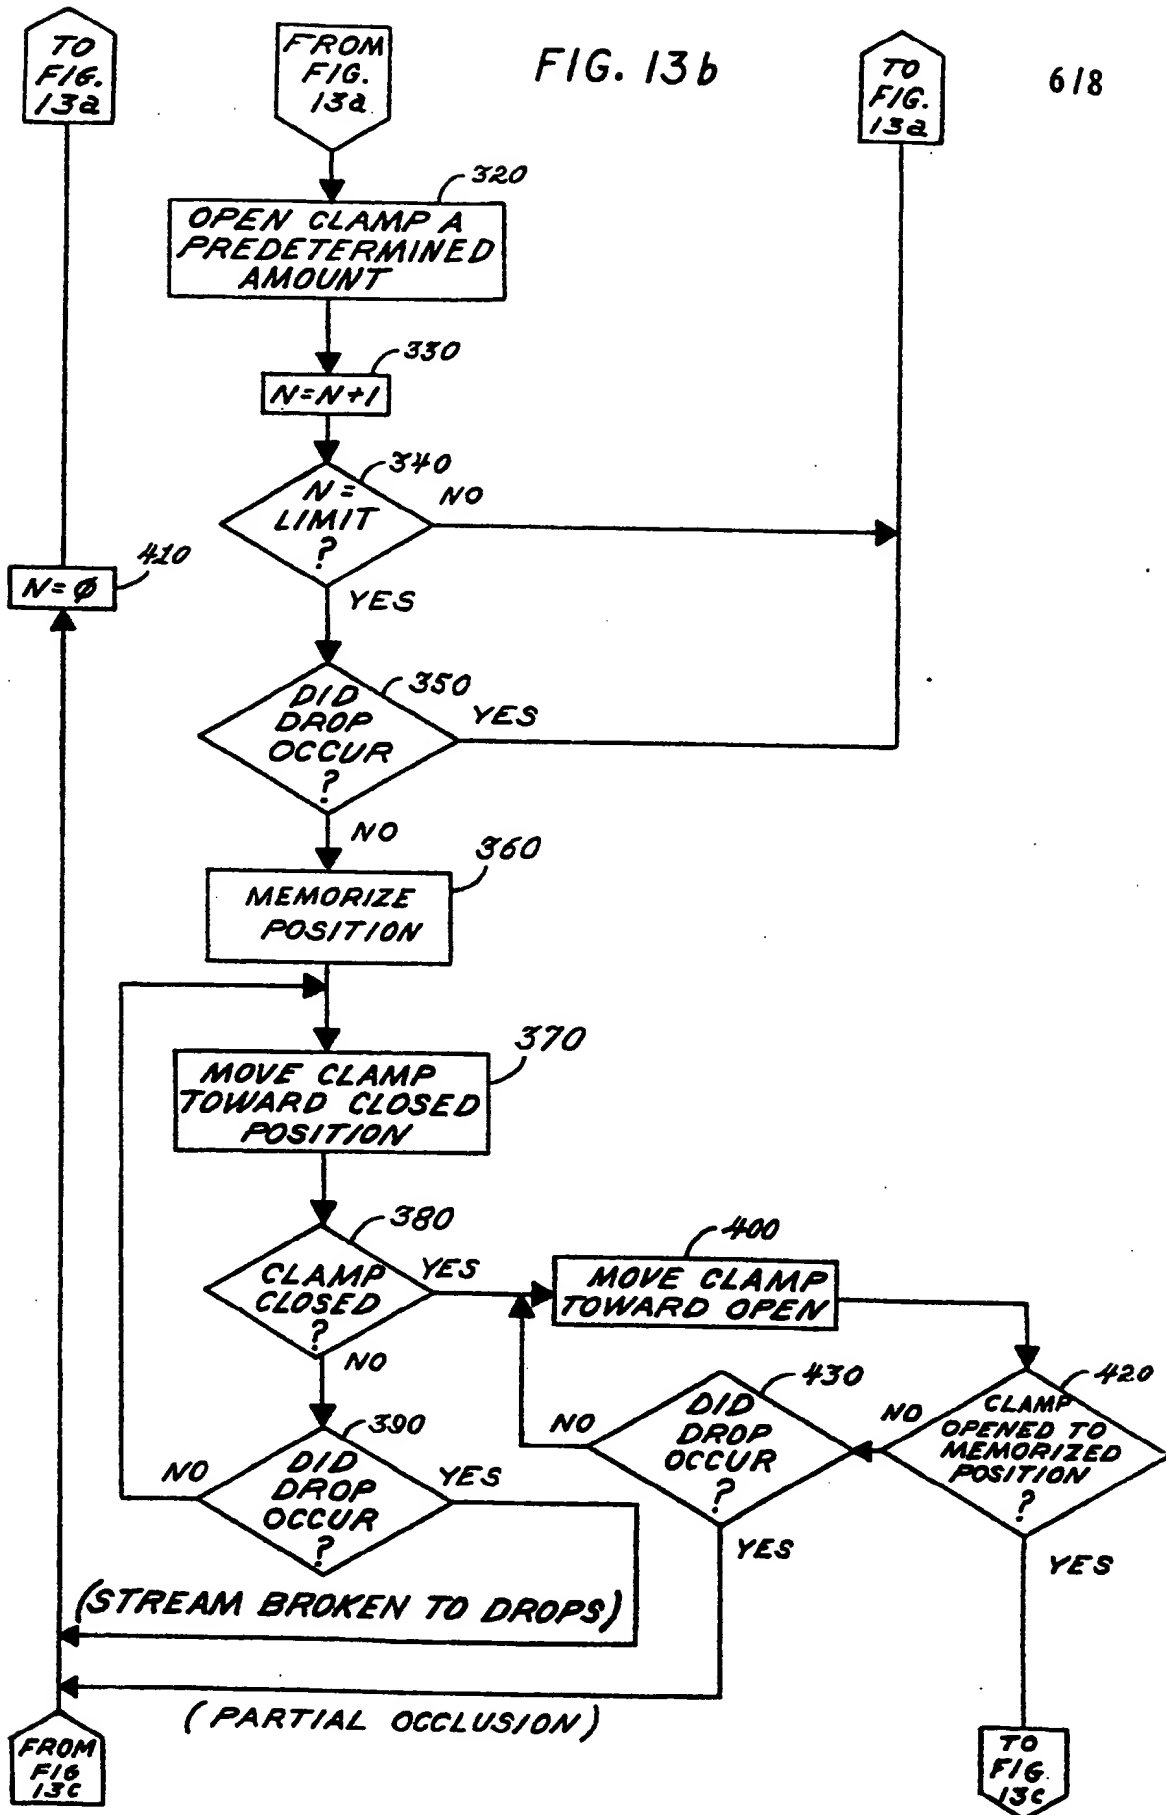 TO
FIG.
13a
FROM
FIG.
13a
FIG. 13b
TO
FIG.
13a
6/8
320
OPEN CLAMP A
PREDETERMINED
AMOUNT
330
N=N+1
340
N=
LIMIT
?
NO
YES
410
N=Ø
350
DID
DROP
OCCUR
?
YES
NO
360
MEMORIZE
POSITION
370
MOVE CLAMP
TOWARD CLOSED
POSITION
380
CLAMP
CLOSED
?
YES
NO
400
MOVE CLAMP
TOWARD OPEN
390
DID
DROP
OCCUR
?
NO
YES
430
DID
DROP
OCCUR
?
NO
YES
420
CLAMP
OPENED TO
MEMORIZED
POSITION
?
NO
YES
(STREAM BROKEN TO DROPS)
(PARTIAL OCCLUSION)
FROM
FIG
13c
TO
FIG
13c